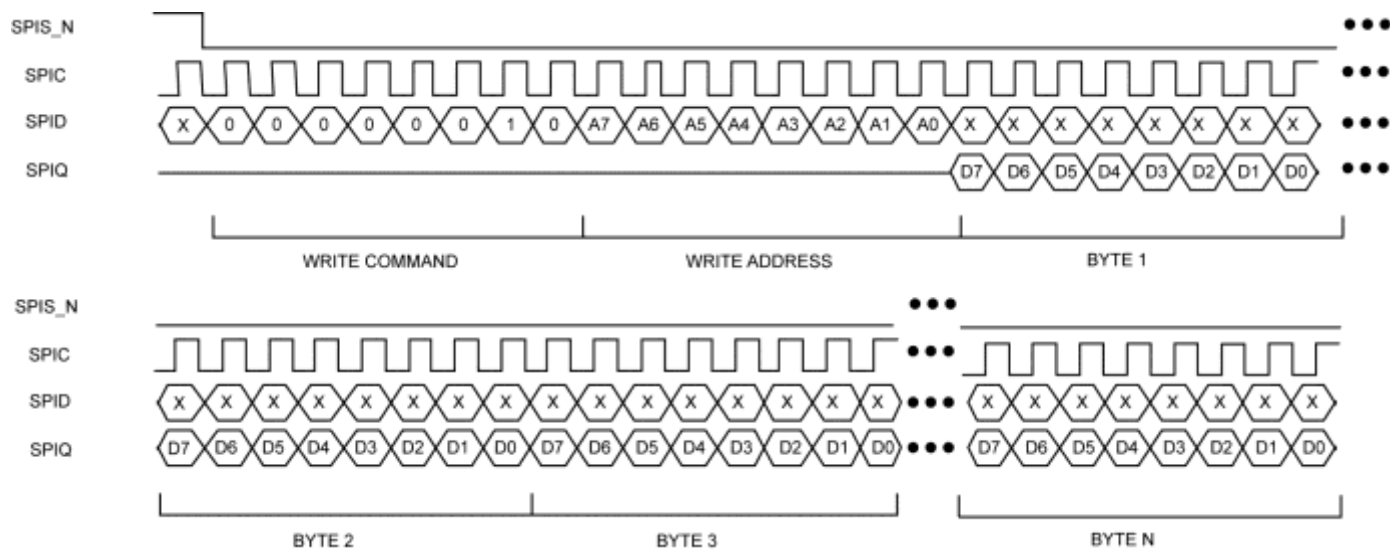 SPIS_N
SPIC
SPID X 0 0 0 0 0 0 1 0 A7 A6 A5 A4 A3 A2 A1 A0 X X X X X X X X
SPIQ D7 D6 D5 D4 D3 D2 D1 D0
WRITE COMMAND WRITE ADDRESS BYTE 1
SPIS_N
SPIC
SPID X X X X X X X X X X X X X X X X X X X X X X X X
SPIQ D7 D6 D5 D4 D3 D2 D1 D0 D7 D6 D5 D4 D3 D2 D1 D0 D7 D6 D5 D4 D3 D2 D1 D0
BYTE 2 BYTE 3 BYTE N